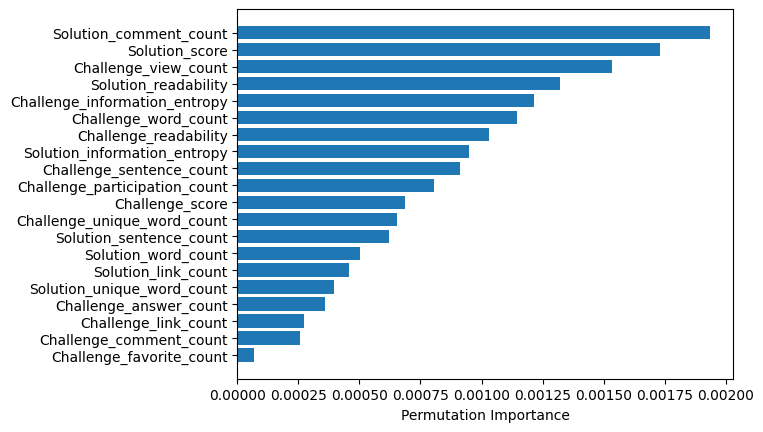 Solution_comment_count
Solution_score
Challenge_view_count
Solution_readability
Challenge_information_entropy
Challenge_word_count
Challenge_readability
Solution_information_entropy
Challenge_sentence_count
Challenge_participation_count
Challenge_score
Challenge_unique_word_count
Solution_sentence_count
Solution_word_count
Solution_link_count
Solution_unique_word_count
Challenge_answer_count
Challenge_link_count
Challenge_comment_count
Challenge_favorite_count
0.00000 0.00025 0.00050 0.00075 0.00100 0.00125 0.00150 0.00175 0.00200
Permutation Importance